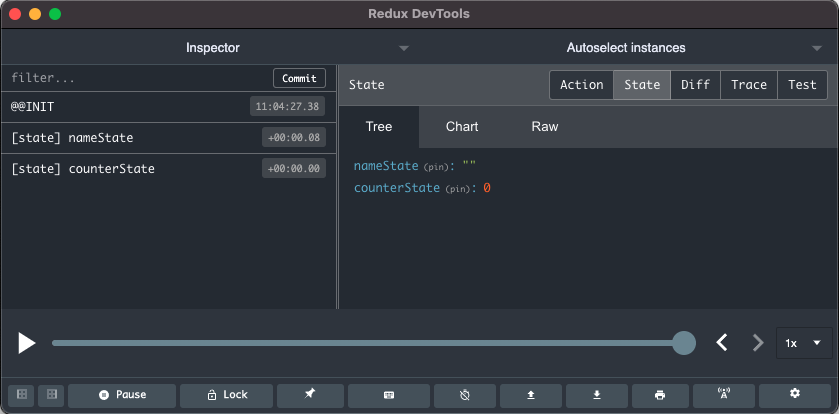 Redux DevTools
Inspector
Autoselect instances
filter...
Commit
@@INIT
11:04:27.38
[state] nameState
+00:00.08
[state] counterState
+00:00.00
State
Action
State
Diff
Trace
Test
Tree
Chart
Raw
nameState (pin): ""
counterState (pin): 0
1x
Pause
Lock
A